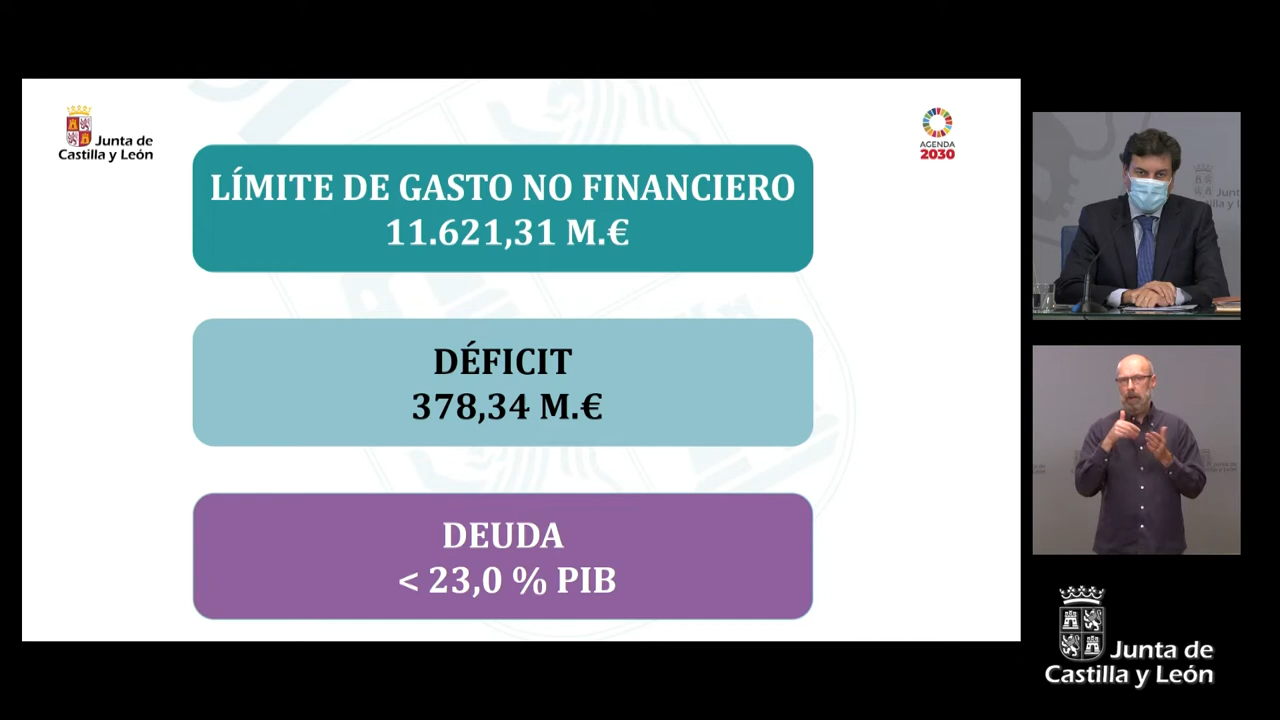 Junta de
Castilla y León
AGENDA
2030
LÍMITE DE GASTO NO FINANCIERO
11.621,31 M.€
DÉFICIT
378,34 M.€
DEUDA
< 23,0 % PIB
Junta de
Castilla y León